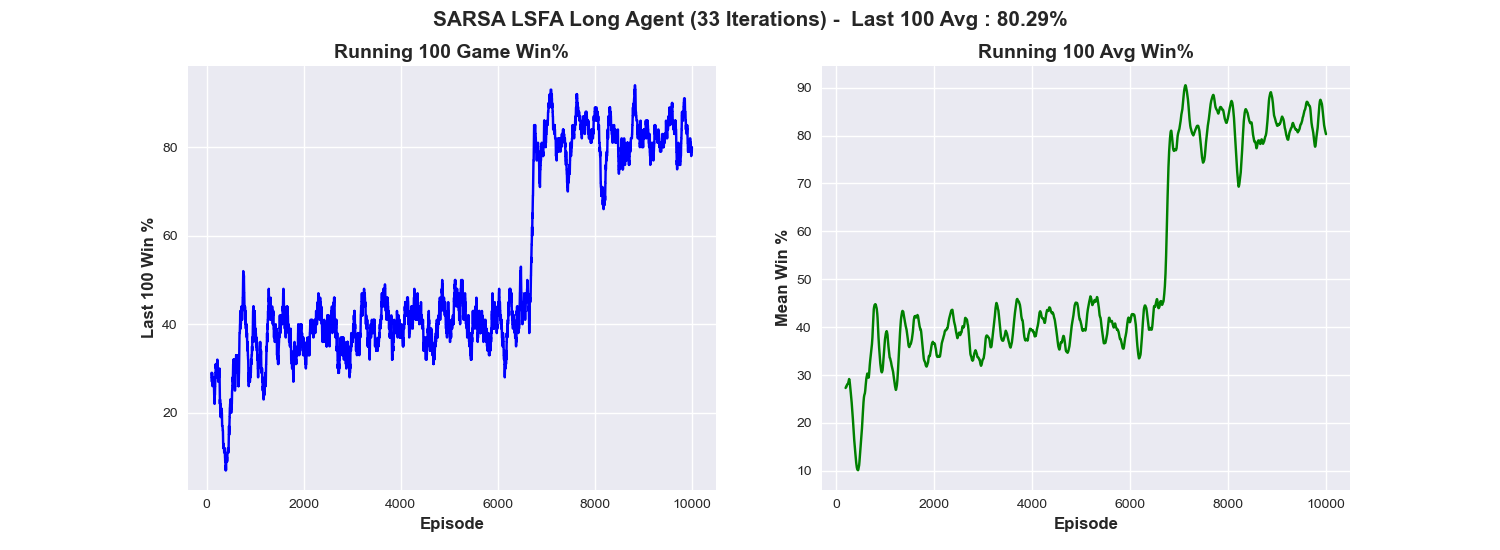 SARSA LSFA Long Agent (33 Iterations) -  Last 100 Avg : 80.29%
Running 100 Game Win%
Last 100 Win %
80
60
40
20
0 2000 4000 6000 8000 10000
Episode
Running 100 Avg Win%
Mean Win %
90
80
70
60
50
40
30
20
10
0 2000 4000 6000 8000 10000
Episode